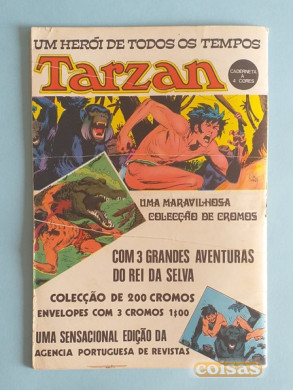 UM HERÓI DE TODOS OS TEMPOS
Tarzan
CADERNETA
A
4 CORES
UMA MARAVILHOSA
COLECÇÃO DE CROMOS
COM 3 GRANDES AVENTURAS
DO REI DA SELVA
COLECÇÃO DE 200 CROMOS
ENVELOPES COM 3 CROMOS 1$00
UMA SENSACIONAL EDIÇÃO DA
AGENCIA PORTUGUESA DE REVISTAS
coisas